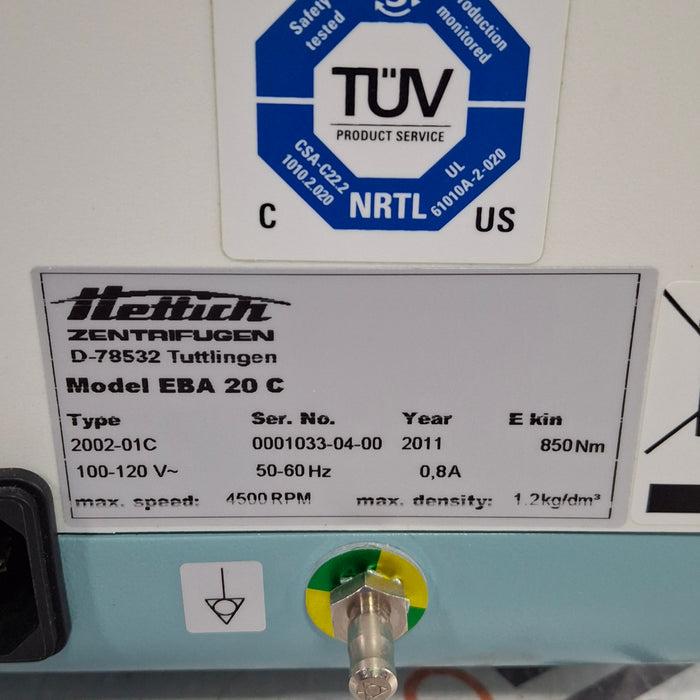 Safety tested
Production monitored
TÜV
PRODUCT SERVICE
CSA-C22.2
1010.2.020
UL
61010A-2-020
NRTL
C US
Hettich
ZENTRIFUGEN
D-78532 Tuttlingen
Model EBA 20 C
Type Ser. No. Year E kin
2002-01C 0001033-04-00 2011 850Nm
100-120 V~ 50-60 Hz 0,8A
max. speed: 4500 RPM max. density: 1.2kg/dm³